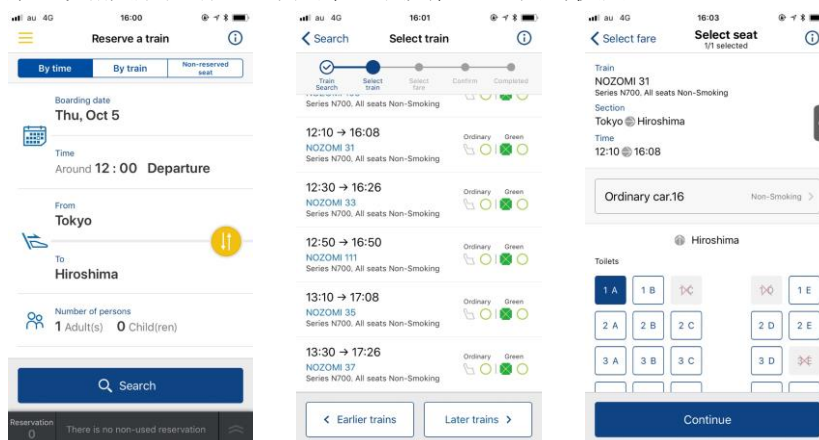 au 4G
16:00
Reserve a train
By time
By train
Non-reserved
seat
Boarding date
Thu, Oct 5
Time
Around 12 : 00 Departure
From
Tokyo
To
Hiroshima
Number of persons
1 Adult(s) 0 Child(ren)
Search
Reservation
0
There is no non-used reservation
au 4G
16:01
Search
Select train
Train
Search
Select
train
Select
fare
Confirm
Completed
Series N700, All seats Non-Smoking
12:10 → 16:08
Ordinary Green
NOZOMI 31
Series N700, All seats Non-Smoking
12:30 → 16:26
Ordinary Green
NOZOMI 33
Series N700, All seats Non-Smoking
12:50 → 16:50
Ordinary Green
NOZOMI 111
Series N700, All seats Non-Smoking
13:10 → 17:08
Ordinary Green
NOZOMI 35
Series N700, All seats Non-Smoking
13:30 → 17:26
Ordinary Green
NOZOMI 37
Series N700, All seats Non-Smoking
Earlier trains
Later trains
au 4G
16:03
Select fare
Select seat
1/1 selected
Train
NOZOMI 31
Series N700, All seats Non-Smoking
Section
Tokyo Hiroshima
Time
12:10 16:08
Ordinary car.16
Non-Smoking
Hiroshima
Toilets
1 A 1 B 1 E
2 A 2 B 2 C 2 D 2 E
3 A 3 B 3 C 3 D
Continue